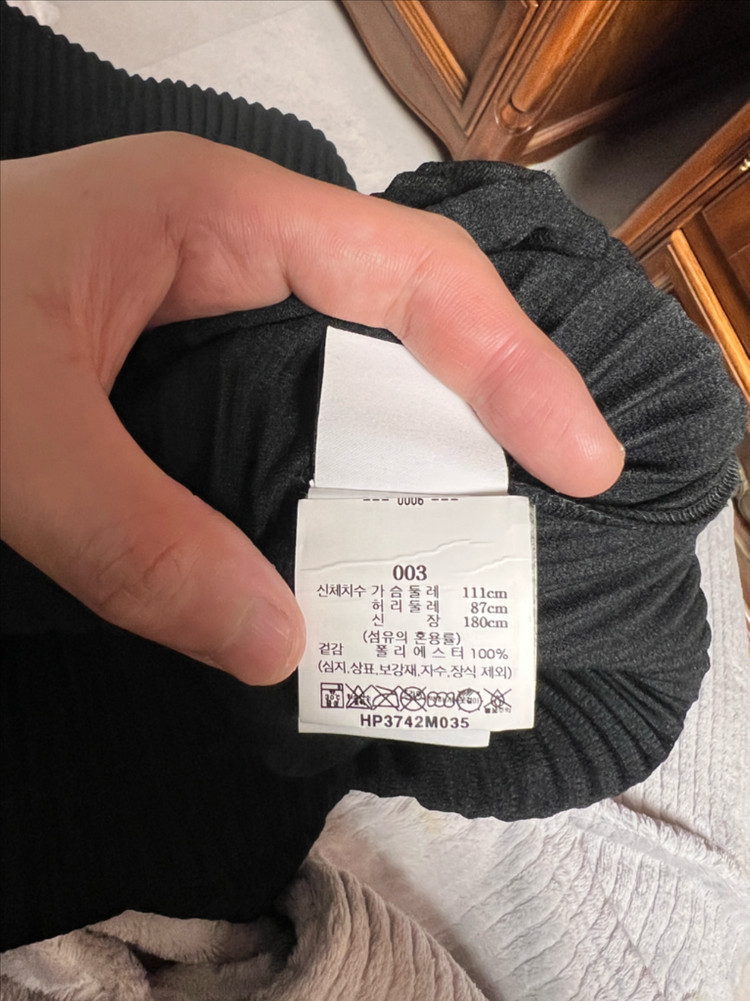 --- 0006 ---
003
신체치수 가 슴 둘 레 111cm
허 리 둘 레 87cm
신 장 180cm
(섬유의 혼용률)
겉감 폴 리 에 스 터 100%
(심지,상표,보강재,자수,장식 제외)
HP3742M035